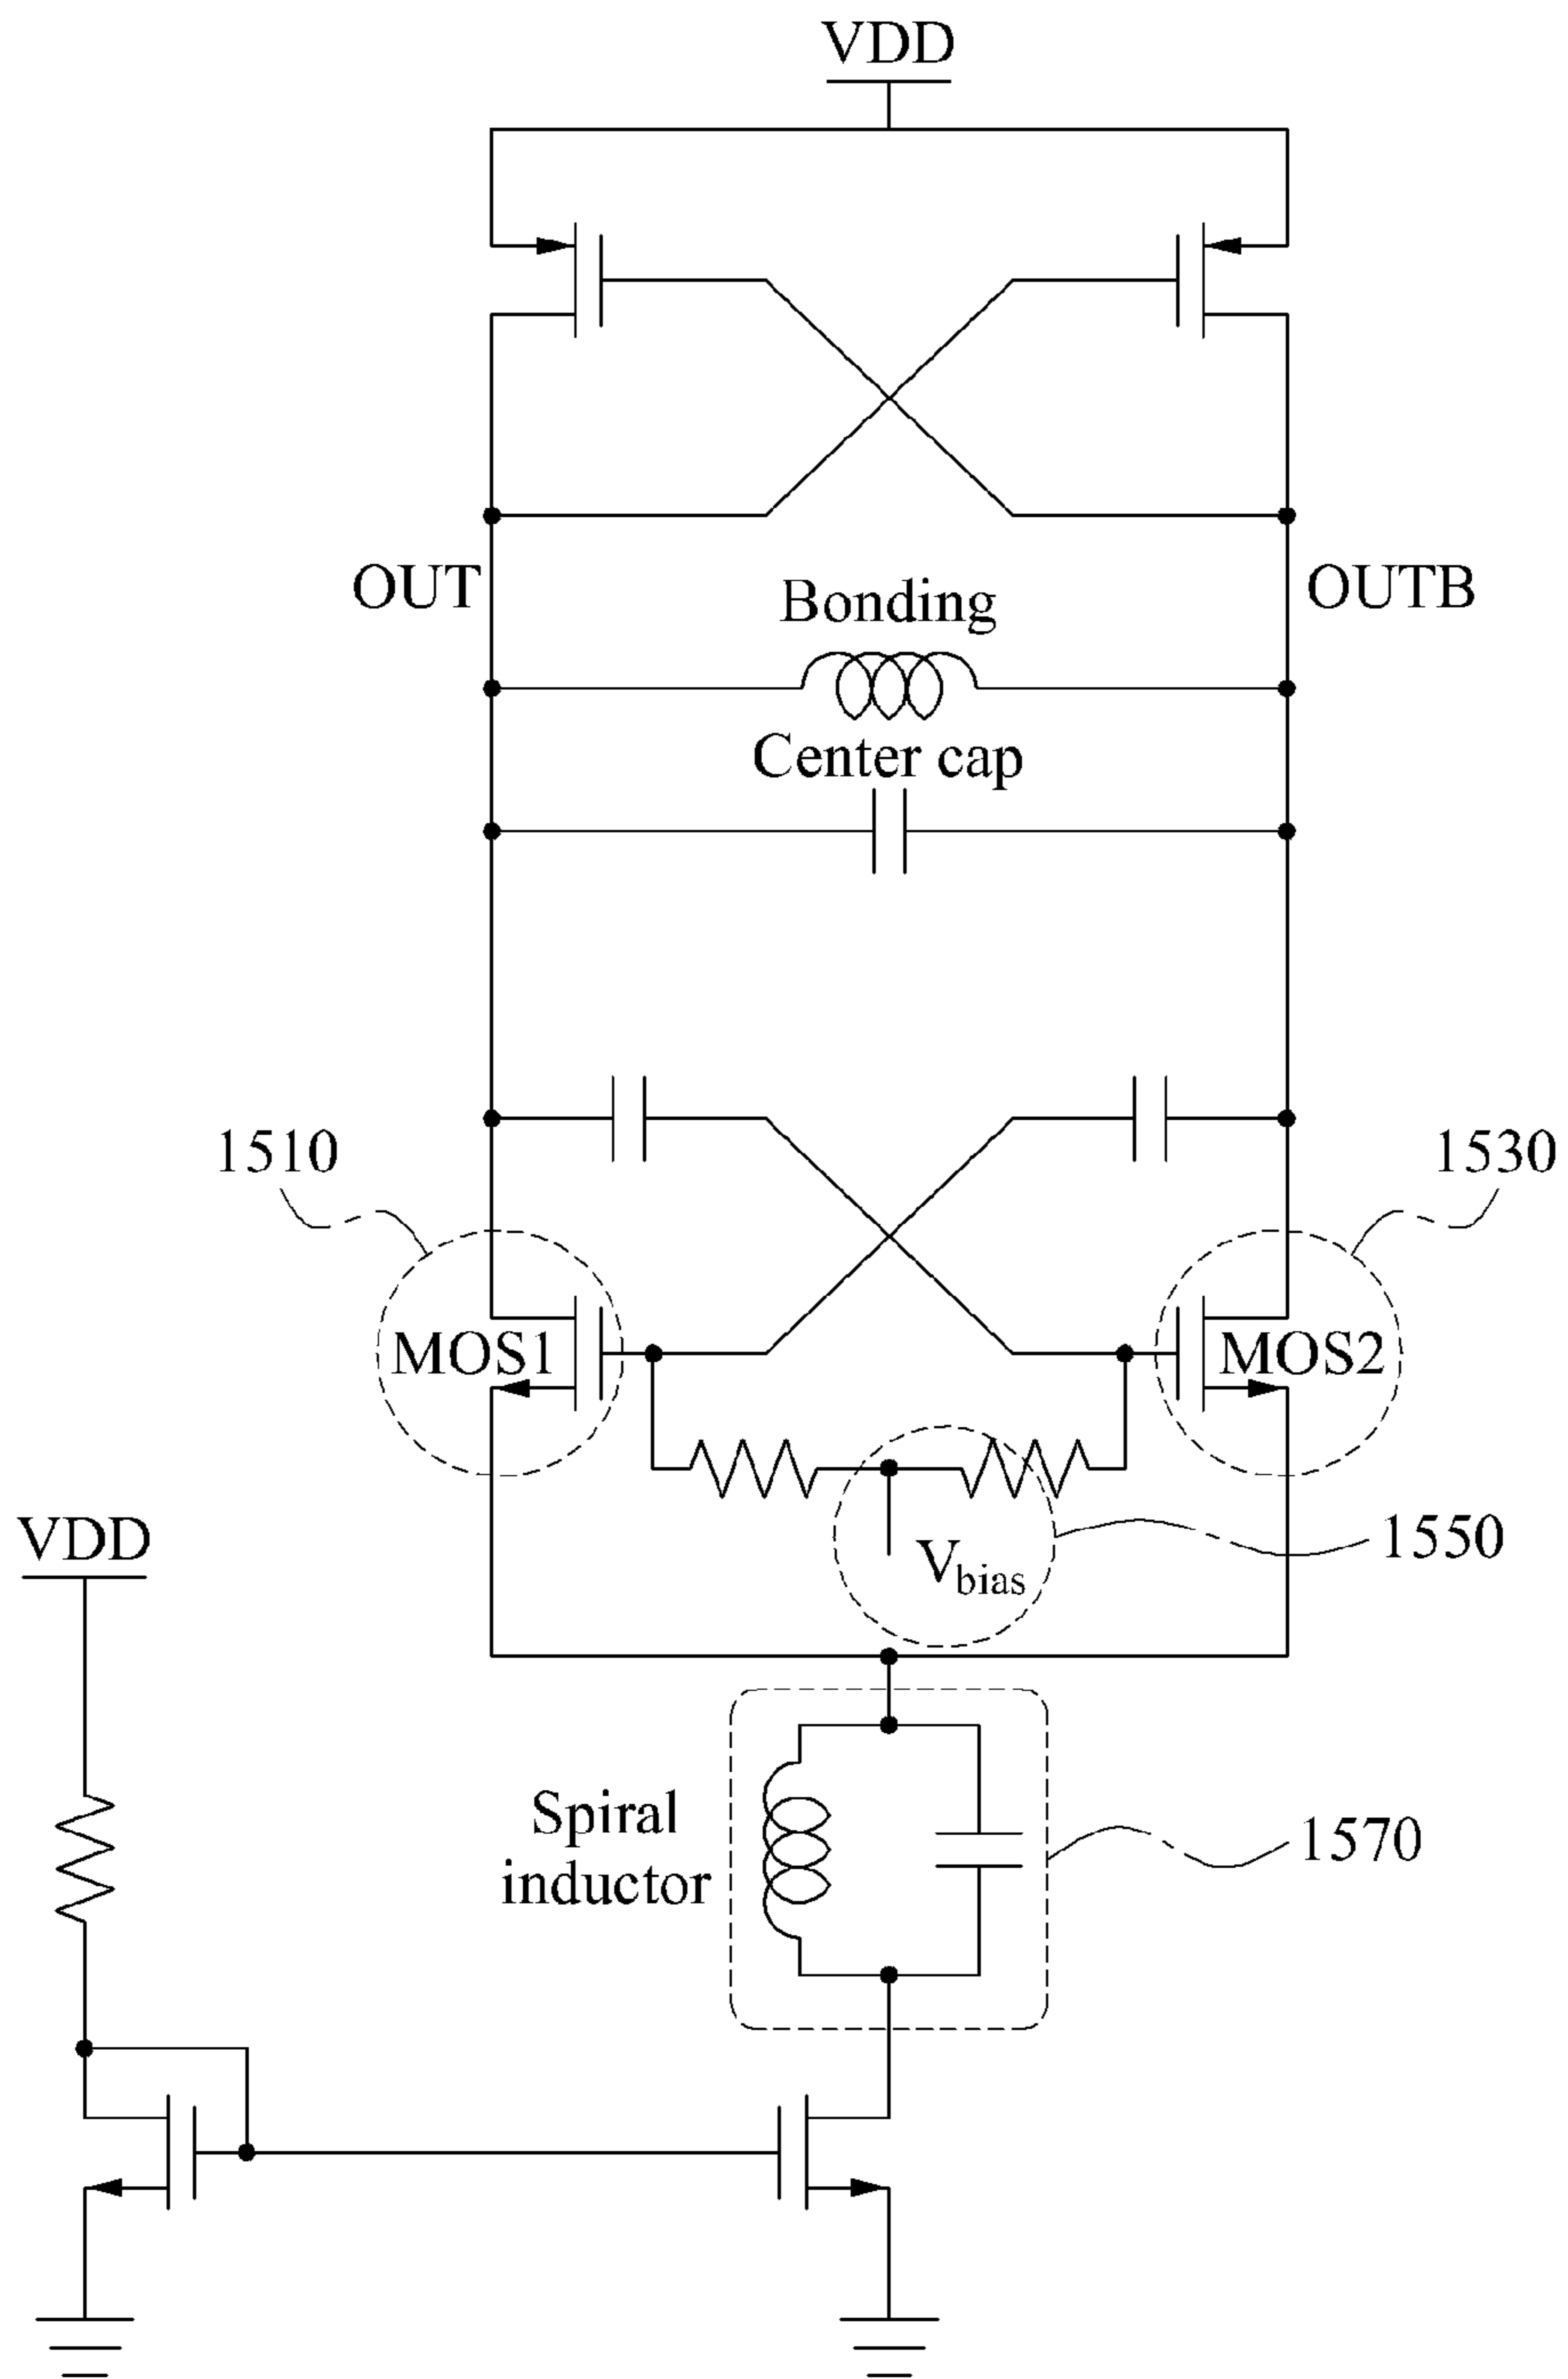 VDD
OUT
OUTB
Bonding
Center cap
1510
1530
MOS1
MOS2
VDD
Vbias
1550
Spiral
inductor
1570